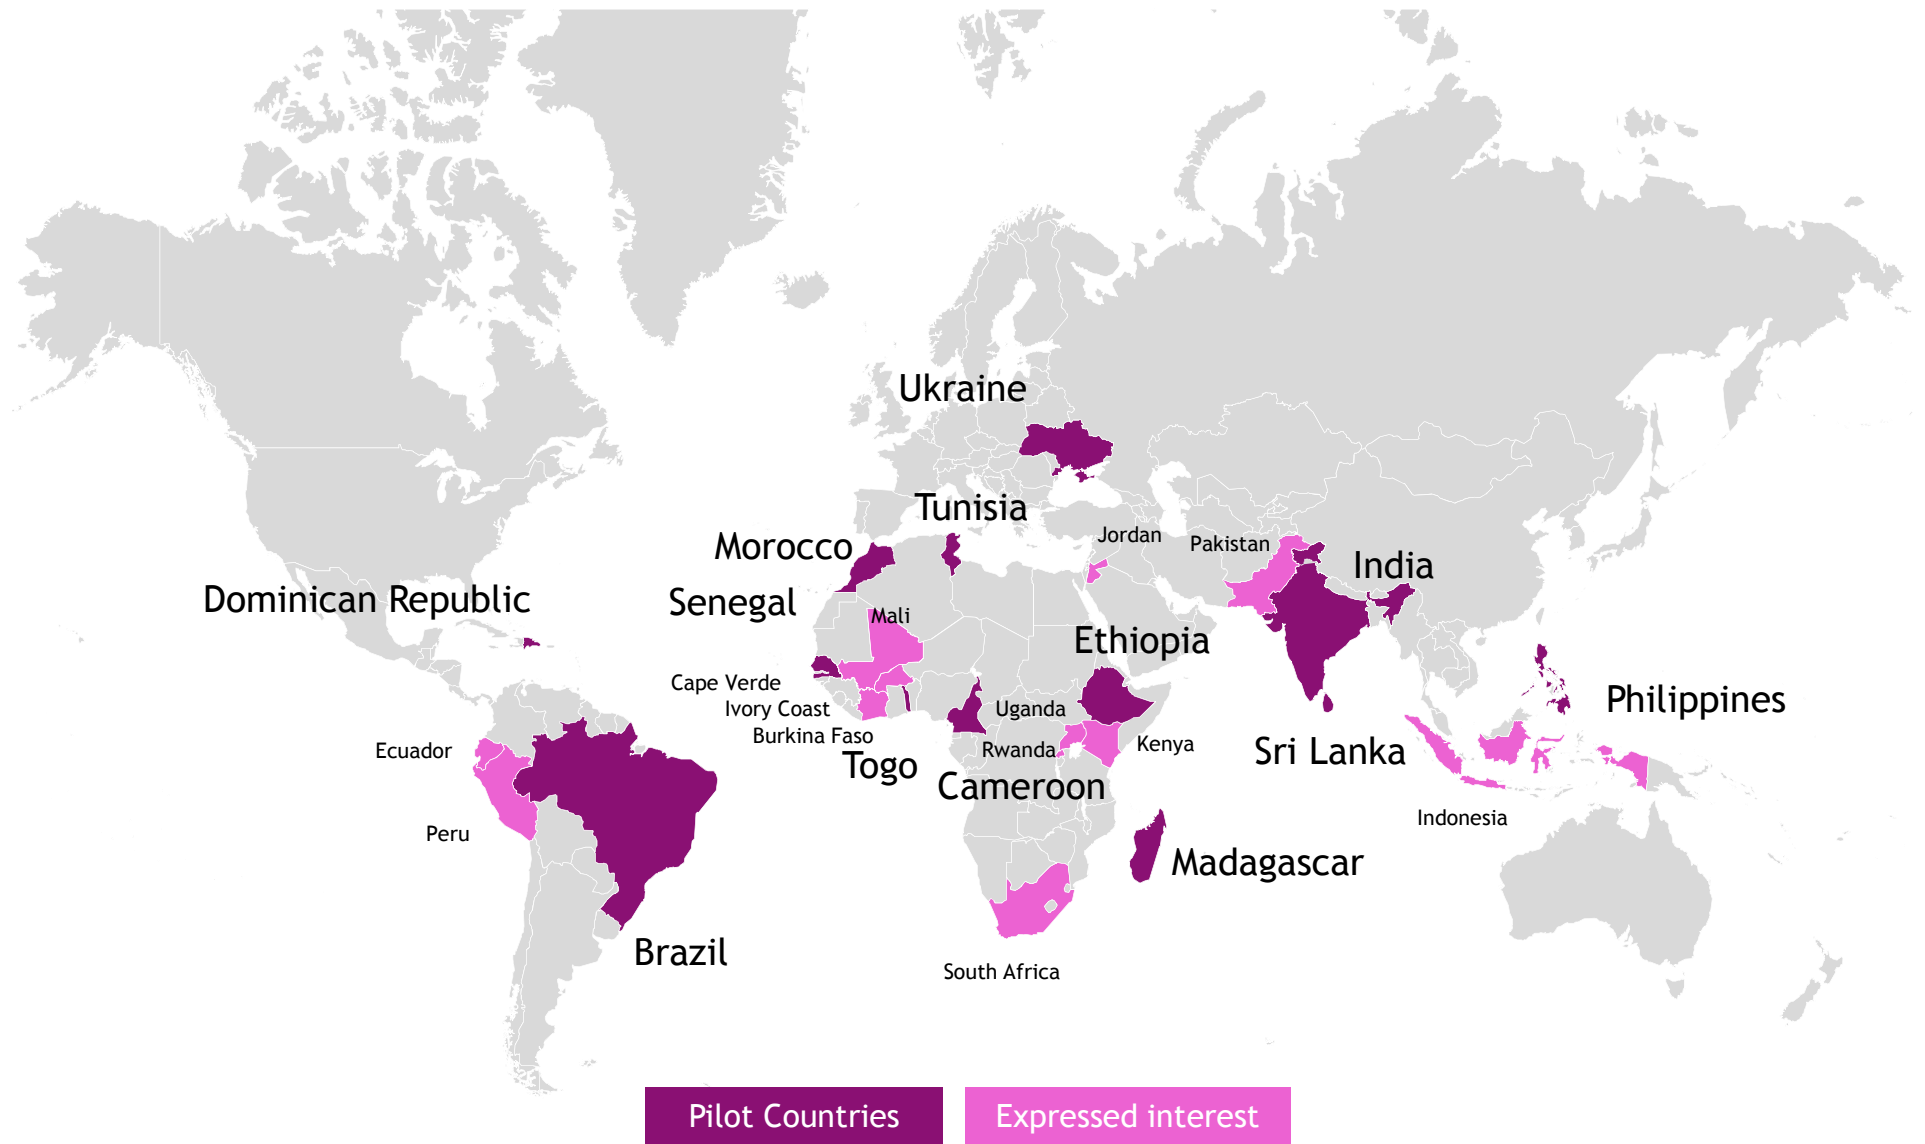 Ukraine
Tunisia
Jordan
Pakistan
Morocco
India
Dominican Republic
Senegal
Mali
Ethiopia
Cape Verde
Ivory Coast
Uganda
Philippines
Burkina Faso
Ecuador
Rwanda
Kenya
Sri Lanka
Togo
Cameroon
Indonesia
Peru
Madagascar
Brazil
South Africa
Pilot Countries
Expressed interest